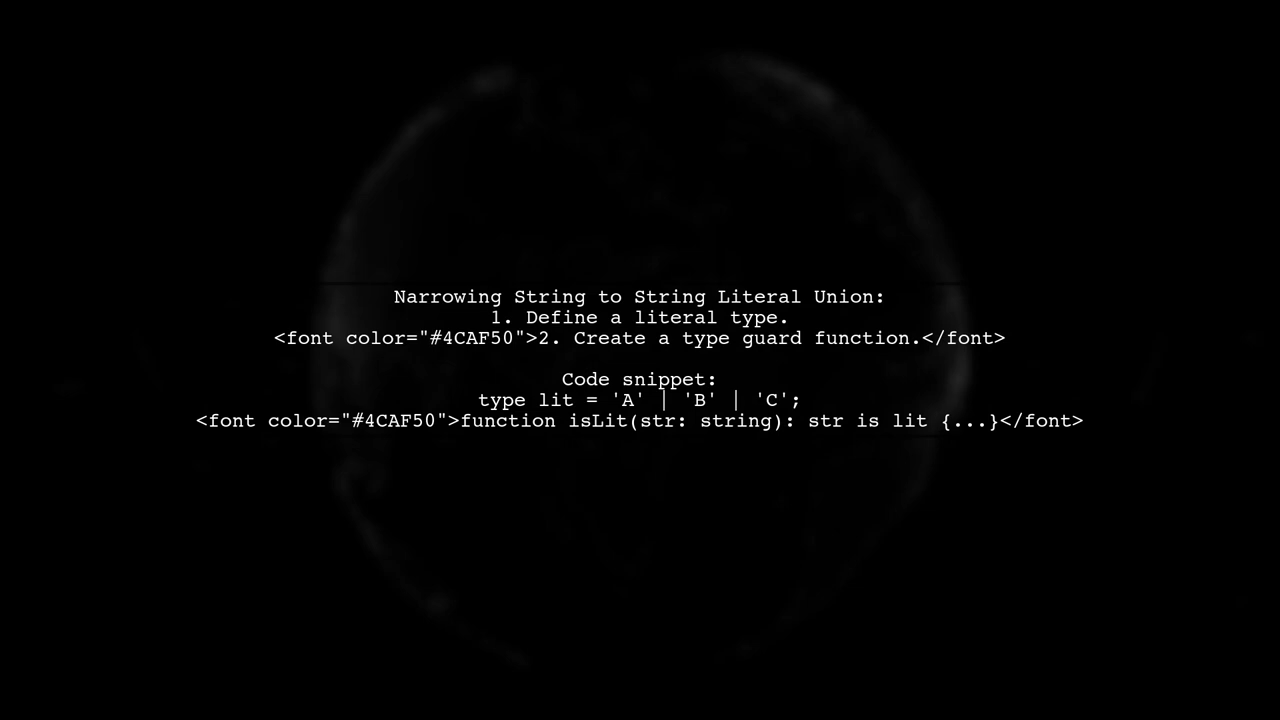 Narrowing String to String Literal Union:
1. Define a literal type.
<font color="#4CAF50">2. Create a type guard function.</font>
Code snippet:
type lit = 'A' | 'B' | 'C';
<font color="#4CAF50">function isLit(str: string): str is lit {...}</font>